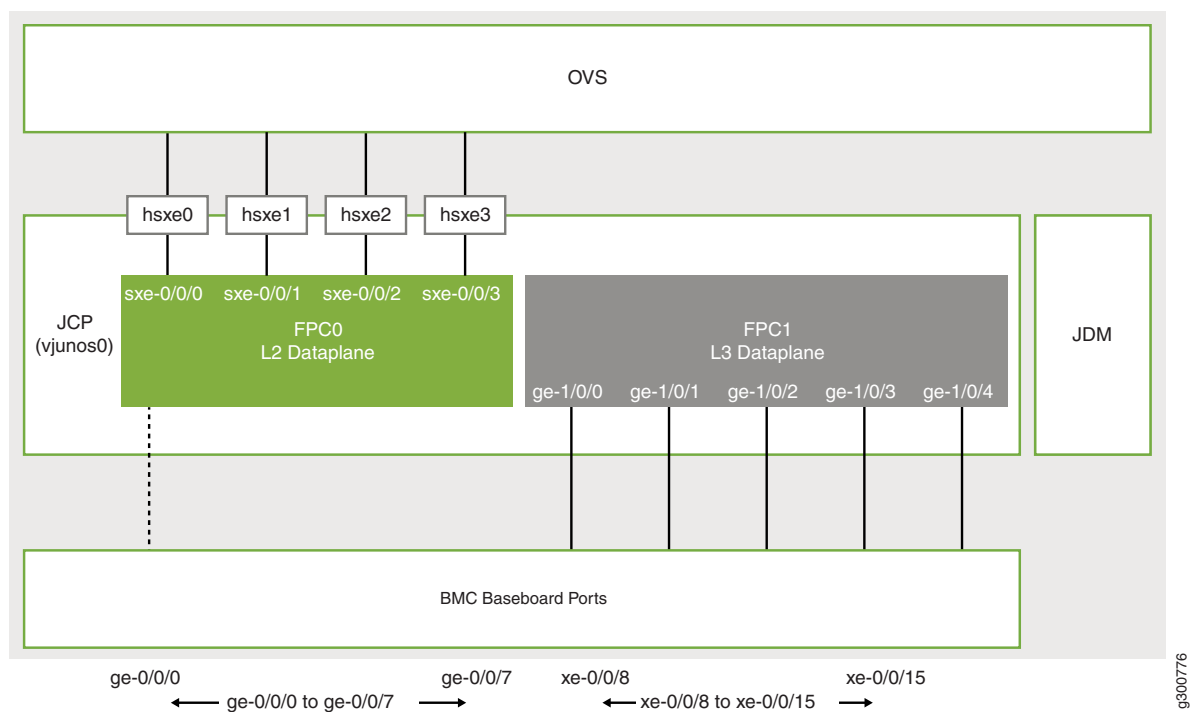 OVS
hsxe0 hsxe1 hsxe2 hsxe3
sxe-0/0/0 sxe-0/0/1 sxe-0/0/2 sxe-0/0/3
JCP
(vjunos0)
FPC0
L2 Dataplane
FPC1
L3 Dataplane
JDM
ge-1/0/0 ge-1/0/1 ge-1/0/2 ge-1/0/3 ge-1/0/4
BMC Baseboard Ports
ge-0/0/0 ge-0/0/7 xe-0/0/8 xe-0/0/15
ge-0/0/0 to ge-0/0/7 xe-0/0/8 to xe-0/0/15
g300776